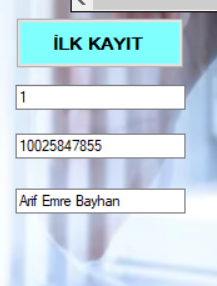 İLK KAYIT
1
10025847855
Arif Emre Bayhan